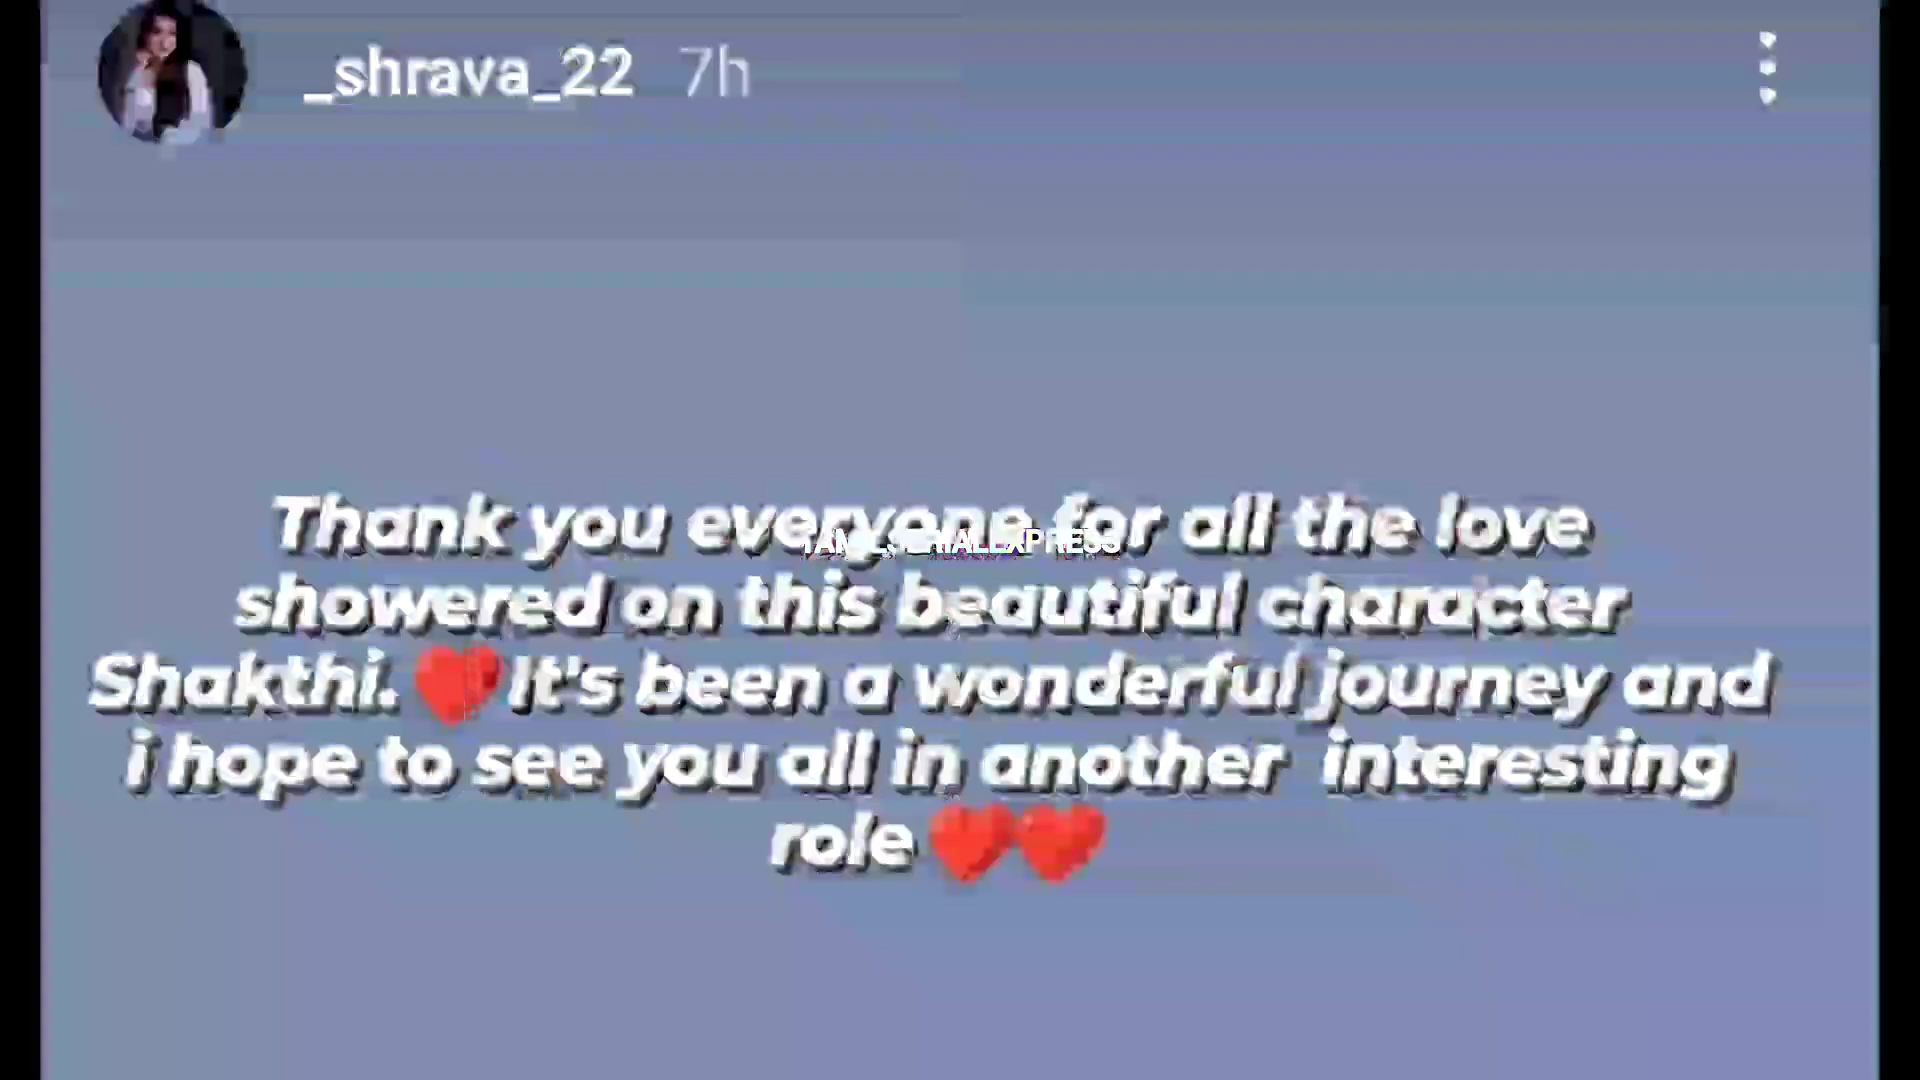 _shrava_22 7h
Thank you everyone for all the love
TAMILSERIALEXPRESS
showered on this beautiful character
Shakthi. ❤️It's been a wonderful journey and
i hope to see you all in another interesting
role ❤️❤️